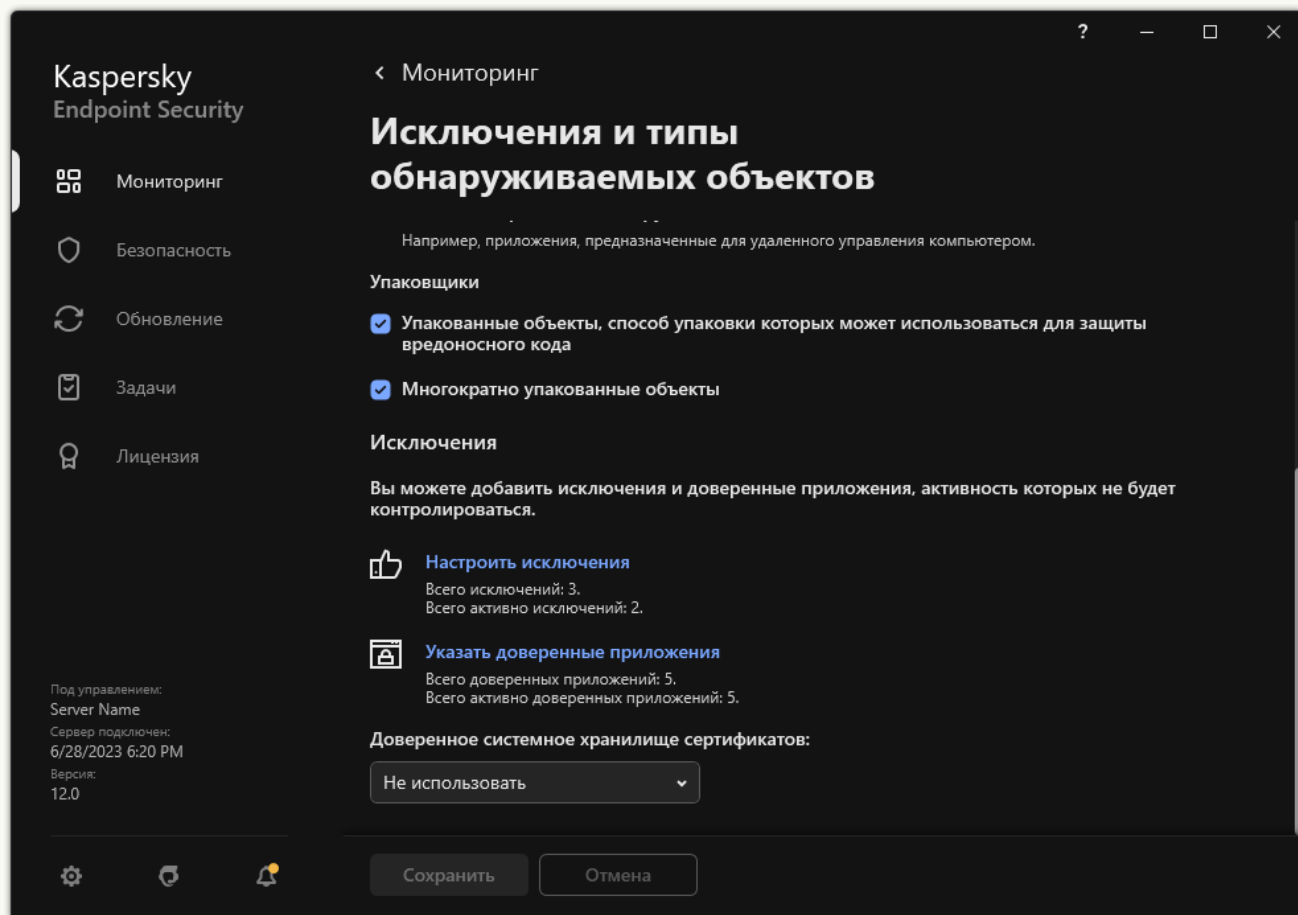 ?
Kaspersky
Endpoint Security
Мониторинг
Безопасность
Обновление
Задачи
Лицензия
Под управлением:
Server Name
Сервер подключен:
6/28/2023 6:20 PM
Версия:
12.0
Мониторинг
Исключения и типы
обнаруживаемых объектов
Например, приложения, предназначенные для удаленного управления компьютером.
Упаковщики
Упакованные объекты, способ упаковки которых может использоваться для защиты
вредоносного кода
Многократно упакованные объекты
Исключения
Вы можете добавить исключения и доверенные приложения, активность которых не будет
контролироваться.
Настроить исключения
Всего исключений: 3.
Всего активно исключений: 2.
Указать доверенные приложения
Всего доверенных приложений: 5.
Всего активно доверенных приложений: 5.
Доверенное системное хранилище сертификатов:
Не использовать
Сохранить
Отмена